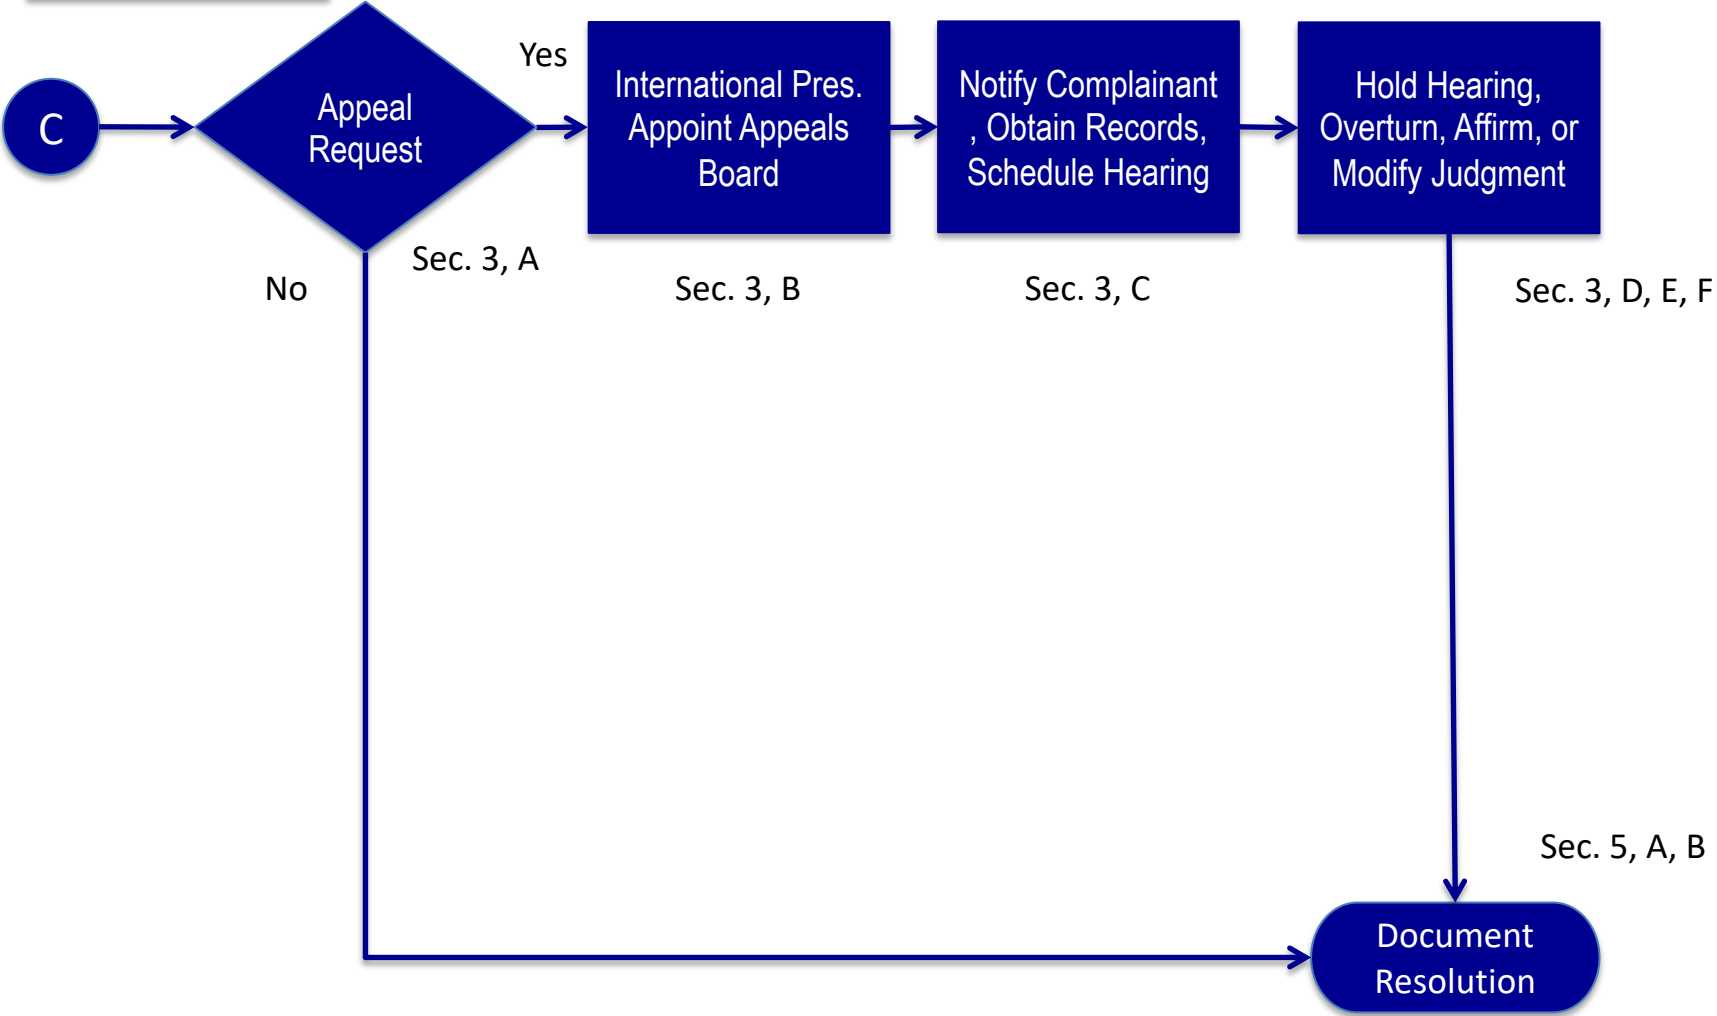 C
Appeal
Request
Yes
International Pres.
Appoint Appeals
Board
Notify Complainant
, Obtain Records,
Schedule Hearing
Hold Hearing,
Overturn, Affirm, or
Modify Judgment
No
Sec. 3, A
Sec. 3, B
Sec. 3, C
Sec. 3, D, E, F
Sec. 5, A, B
Document
Resolution